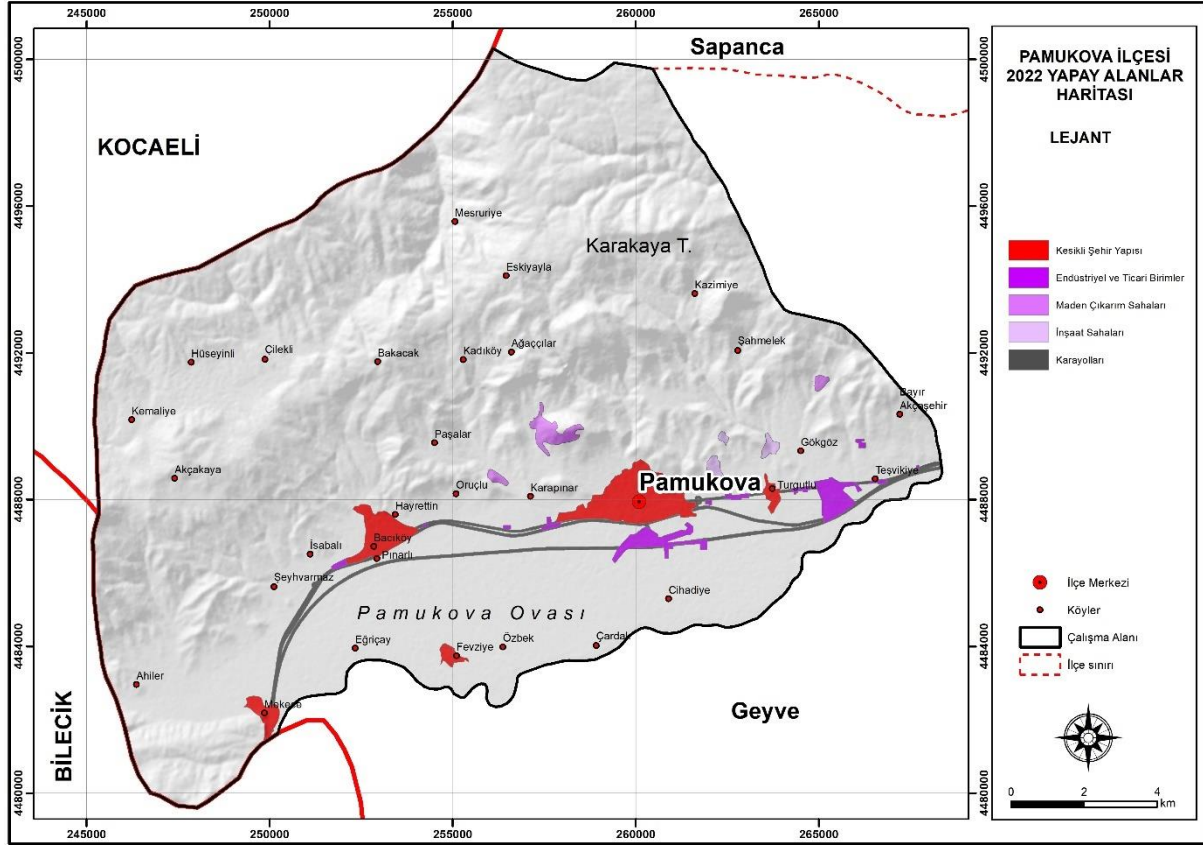 245000 250000 255000 260000 265000
4500000
4496000
4492000
4488000
4484000
4480000
4500000
4496000
4492000
4488000
4484000
4480000
Sapanca
KOCAELİ
Mesruriye
Karakaya T.
Eskiyayla
Kazimiye
Hüseyinli
Çilekli
Bakacak
Kadıköy
Ağaççılar
Şahmelek
Kemaliye
Bayır
Akçaşehir
Paşalar
Gökgöz
Akçakaya
Oruçlu
Karapınar
Pamukova
Turgutlu
Teşvikiye
Hayrettin
İsabalı
Bacıköy
Pınarlı
Şeyhvarmaz
Cihadiye
Pamukova Ovası
Eğriçay
Fevziye
Özbek
Çardak
Ahiler
Mekece
Geyve
BİLECİK
245000 250000 255000 260000 265000
PAMUKOVA İLÇESİ
2022 YAPAY ALANLAR
HARİTASI
LEJANT
Kesikli Şehir Yapısı
Endüstriyel ve Ticari Birimler
Maden Çıkarım Sahaları
İnşaat Sahaları
Karayolları
İlçe Merkezi
Köyler
Çalışma Alanı
İlçe sınırı
0 2 4
km